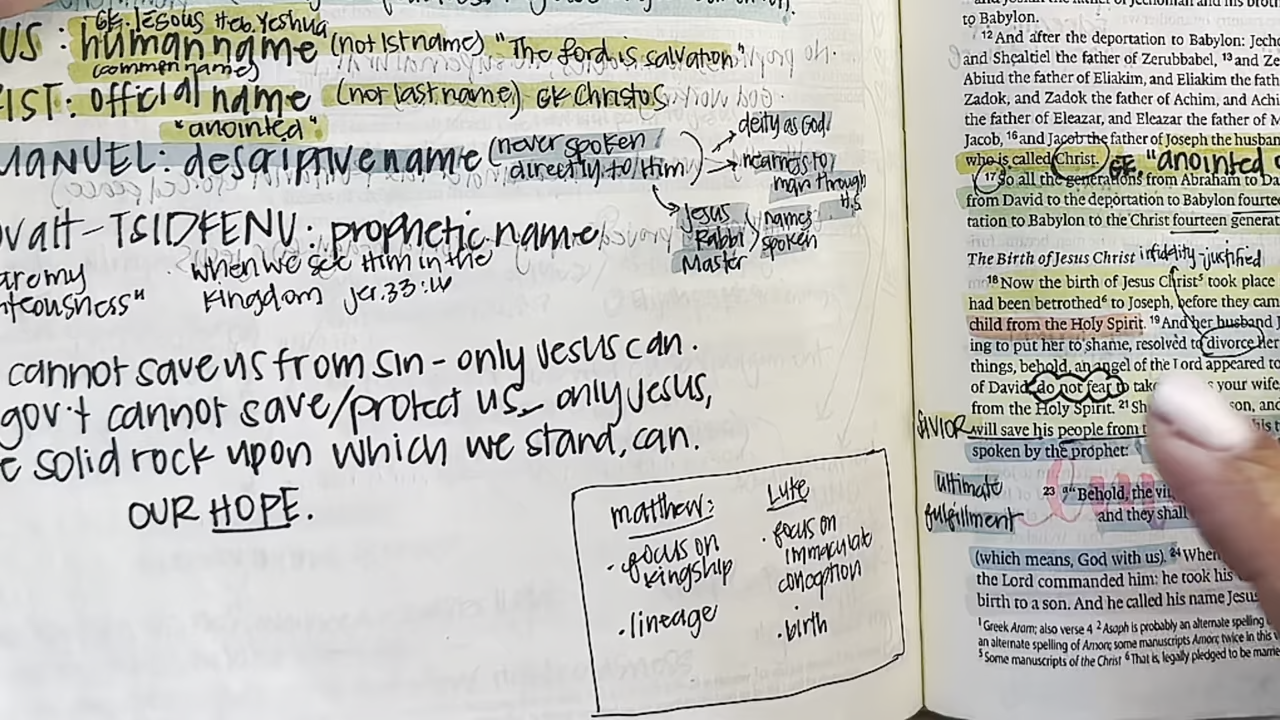 GK. Iesous Heb. Yeshua
US : human name (not 1st name) "The Lord is salvation"
(common name)
IST: official name (not last name) GK Christos
"anointed"
MANUEL: descriptive name (never spoken directly to Him)
deity as God
nearness to man through H.S.
Jesus
Rabbi
Master
names spoken
OVAH-TSIDKENU: prophetic name
are my
when we see Him in the
teousness"
Kingdom Jer. 33:16
cannot save us from sin - only Jesus can.
gov't cannot save/protect us - only Jesus,
e solid rock upon which we stand, can.
OUR HOPE.
matthew:
· focus on kingship
· lineage
Luke
· focus on immaculate conception
· birth
to Babylon.
12 And after the deportation to Babylon: Jecho
and Shealtiel the father of Zerubbabel, 13 and Ze
Abiud the father of Eliakim, and Eliakim the fath
Zadok, and Zadok the father of Achim, and Achi
the father of Eleazar, and Eleazar the father of M
Jacob, 16 and Jacob the father of Joseph the husban
who is called Christ. GK. "anointed
17 So all the generations from Abraham to Da
from David to the deportation to Babylon fourtee
tation to Babylon to the Christ fourteen generat
The Birth of Jesus Christ infidelity-justified
18 Now the birth of Jesus Christ5 took place
had been betrothed6 to Joseph, before they cam
child from the Holy Spirit. 19 And her husband J
ing to put her to shame, resolved to divorce her
things, behold, an angel of the Lord appeared to
of David, do not fear to take your wife
from the Holy Spirit. 21 Sh son, and
SAVIOR will save his people from his
spoken by the prophet:
ultimate
fulfillment
23 g"Behold, the vi
and they shall
(which means, God with us). 24 When
the Lord commanded him: he took his
birth to a son. And he called his name Jesus
1 Greek Aram; also verse 4 2 Asaph is probably an alternate spelling
an alternate spelling of Amon; some manuscripts Amon; twice in this v
5 Some manuscripts of the Christ 6 That is, legally pledged to be marrie